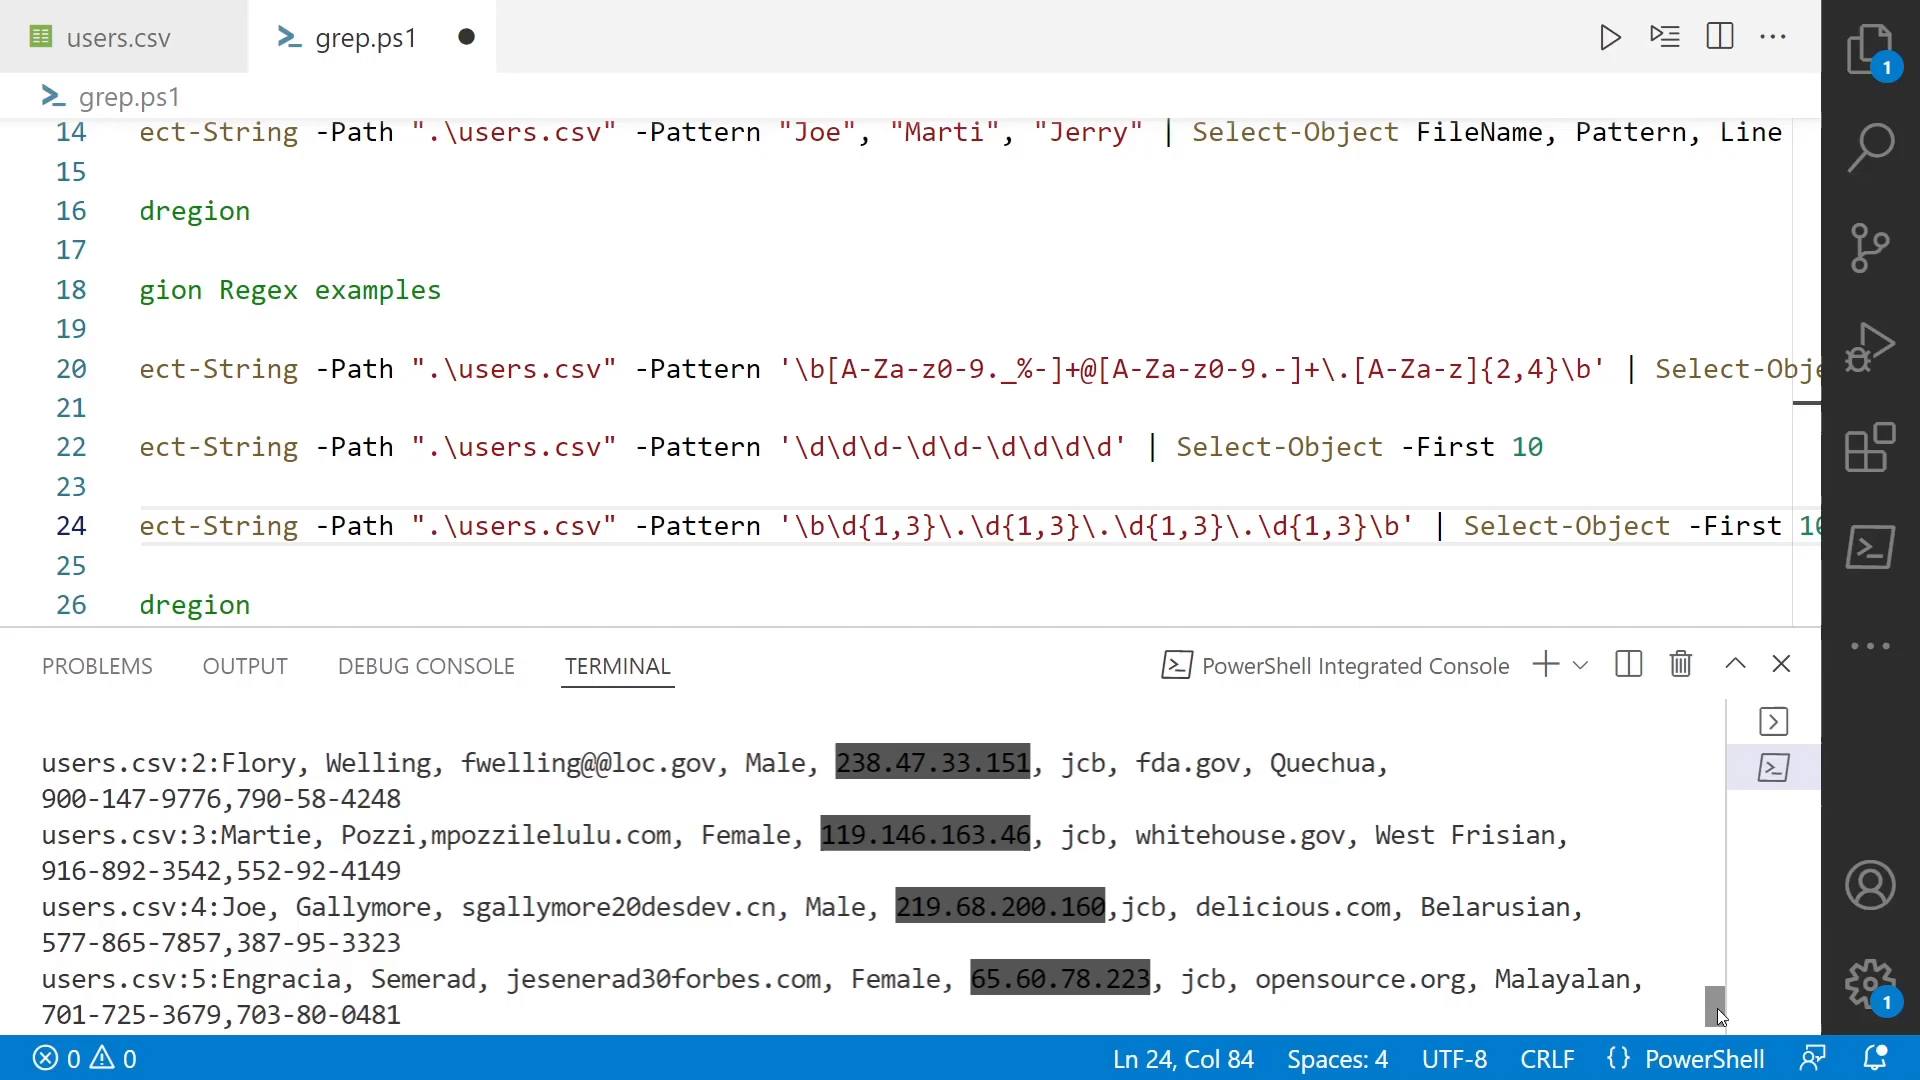 users.csv
grep.ps1
grep.ps1
14 ect-String -Path ".\users.csv" -Pattern "Joe", "Marti", "Jerry" | Select-Object FileName, Pattern, Line
15
16 dregion
17
18 gion Regex examples
19
20 ect-String -Path ".\users.csv" -Pattern '\b[A-Za-z0-9._%-]+@[A-Za-z0-9.-]+\.[A-Za-z]{2,4}\b' | Select-Obje
21
22 ect-String -Path ".\users.csv" -Pattern '\d\d\d-\d\d-\d\d\d\d' | Select-Object -First 10
23
24 ect-String -Path ".\users.csv" -Pattern '\b\d{1,3}\.\d{1,3}\.\d{1,3}\.\d{1,3}\b' | Select-Object -First 10
25
26 dregion
PROBLEMS OUTPUT DEBUG CONSOLE TERMINAL PowerShell Integrated Console
users.csv:2:Flory, Welling, fwelling@@loc.gov, Male, 238.47.33.151, jcb, fda.gov, Quechua,
900-147-9776,790-58-4248
users.csv:3:Martie, Pozzi,mpozzilelulu.com, Female, 119.146.163.46, jcb, whitehouse.gov, West Frisian,
916-892-3542,552-92-4149
users.csv:4:Joe, Gallymore, sgallymore20desdev.cn, Male, 219.68.200.160,jcb, delicious.com, Belarusian,
577-865-7857,387-95-3323
users.csv:5:Engracia, Semerad, jesenerad30forbes.com, Female, 65.60.78.223, jcb, opensource.org, Malayalan,
701-725-3679,703-80-0481
0 0 Ln 24, Col 84 Spaces: 4 UTF-8 CRLF {} PowerShell
1
1